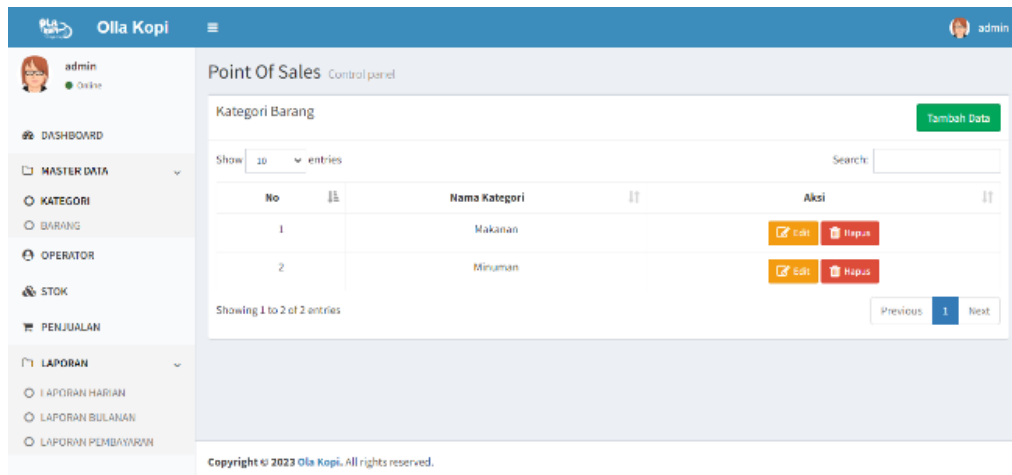 Olla Kopi
admin
admin
Online
DASHBOARD
MASTER DATA
KATEGORI
BARANG
OPERATOR
STOK
PENJUALAN
LAPORAN
LAPORAN HARIAN
LAPORAN BULANAN
LAPORAN PEMBAYARAN
Point Of Sales Control panel
Kategori Barang
Tambah Data
Show 10 entries
Search:
No Nama Kategori Aksi
1 Makanan Edit Hapus
2 Minuman Edit Hapus
Showing 1 to 2 of 2 entries
Previous 1 Next
Copyright © 2023 Ola Kopi. All rights reserved.